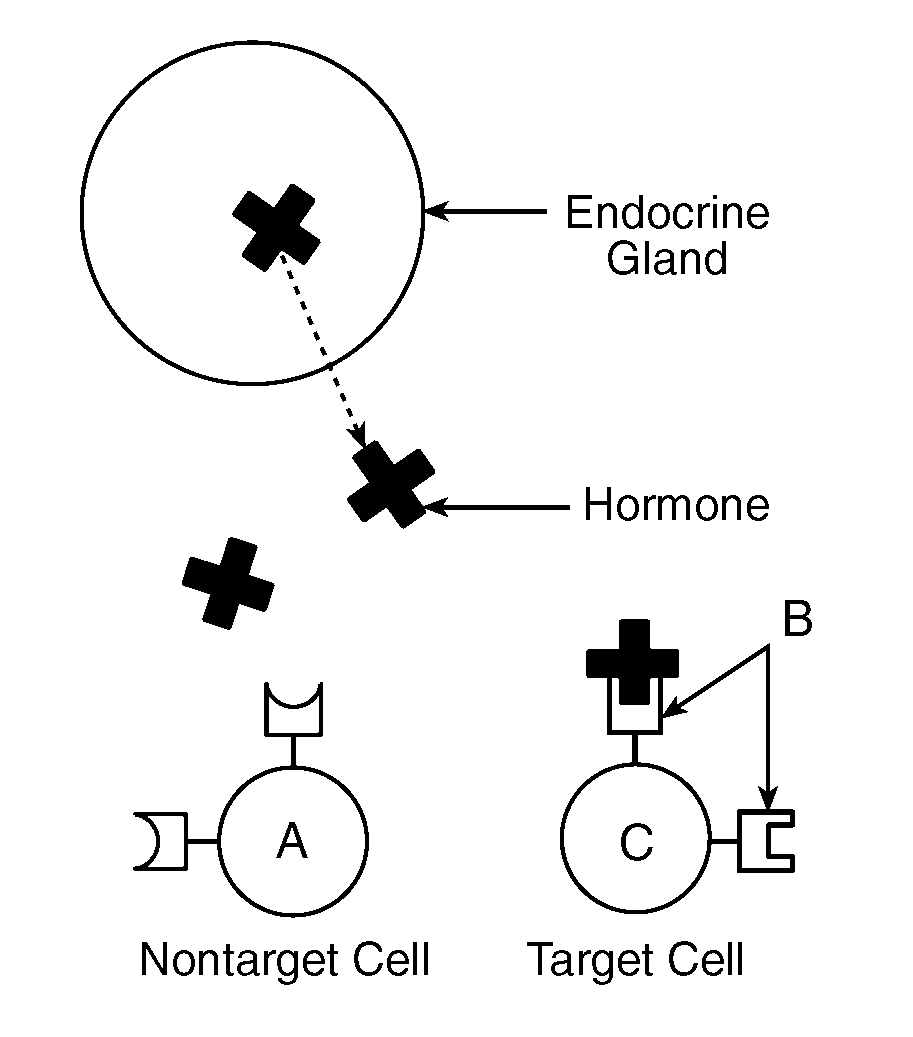 Endocrine
Gland
Hormone
B
A
C
Nontarget Cell
Target Cell